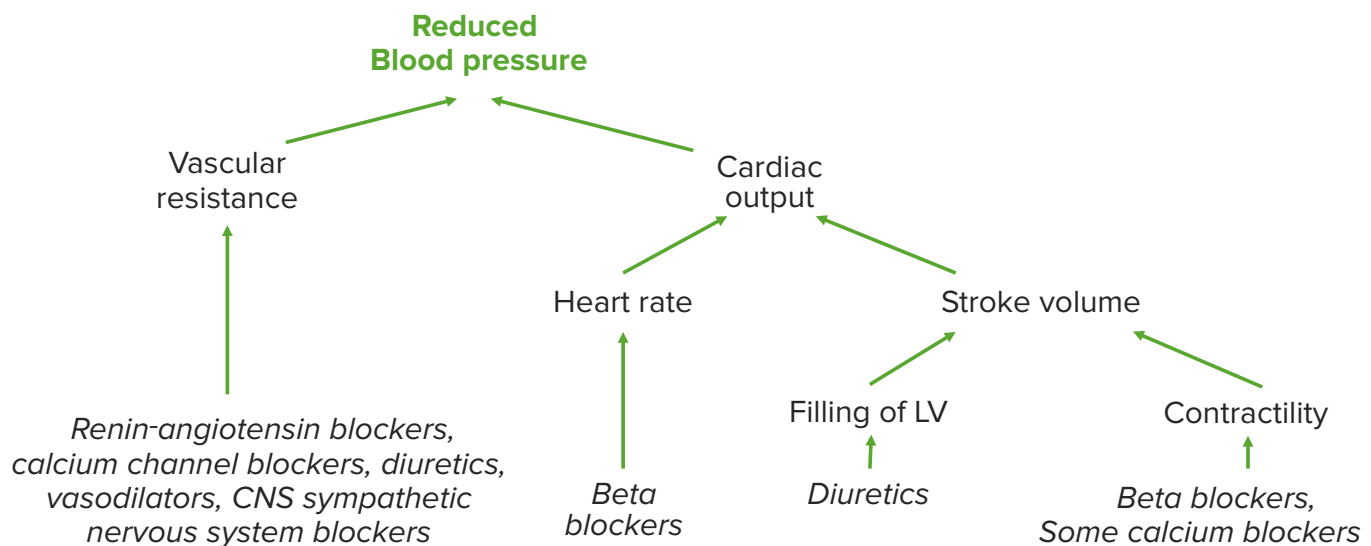 Reduced
Blood pressure
Vascular
resistance
Cardiac
output
Heart rate
Stroke volume
Filling of LV
Contractility
Renin-angiotensin blockers,
calcium channel blockers, diuretics,
vasodilators, CNS sympathetic
nervous system blockers
Beta
blockers
Diuretics
Beta blockers,
Some calcium blockers